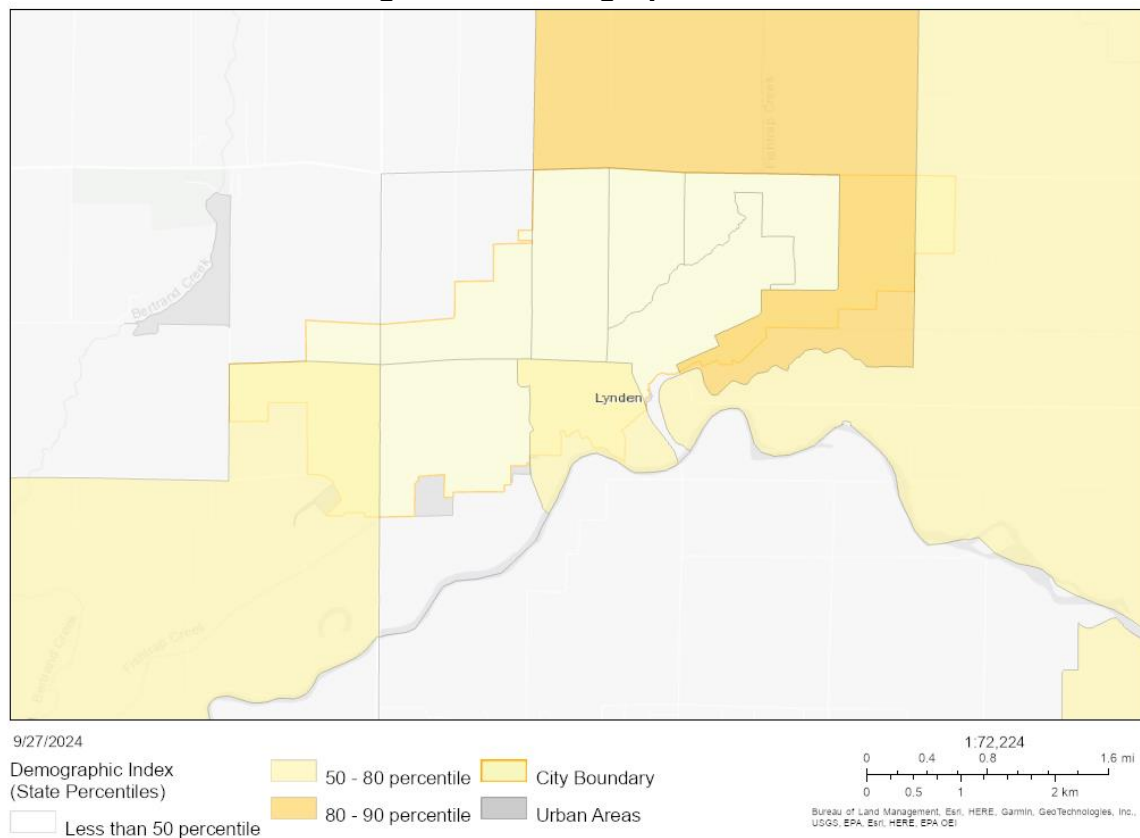 Fishtrap Creek
Bertrand Creek
Lynden
Bertrand Creek
Fishtrap Creek
9/27/2024
Demographic Index
(State Percentiles)
Less than 50 percentile
50 - 80 percentile
80 - 90 percentile
City Boundary
Urban Areas
1:72,224
0 0.4 0.8 1.6 mi
0 0.5 1 2 km
Bureau of Land Management, Esri, HERE, Garmin, GeoTechnologies, Inc.,
USGS, EPA, Esri, HERE, EPA OEI